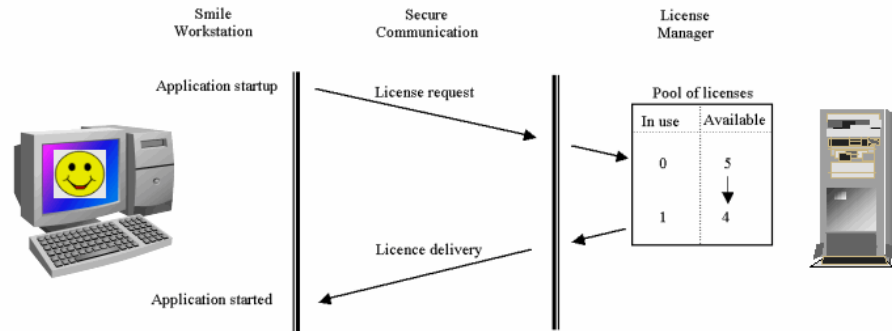 Smile
Workstation
Secure
Communication
License
Manager
Application startup
License request
Pool of licenses
In use Available
0 5
1 4
Licence delivery
Application started